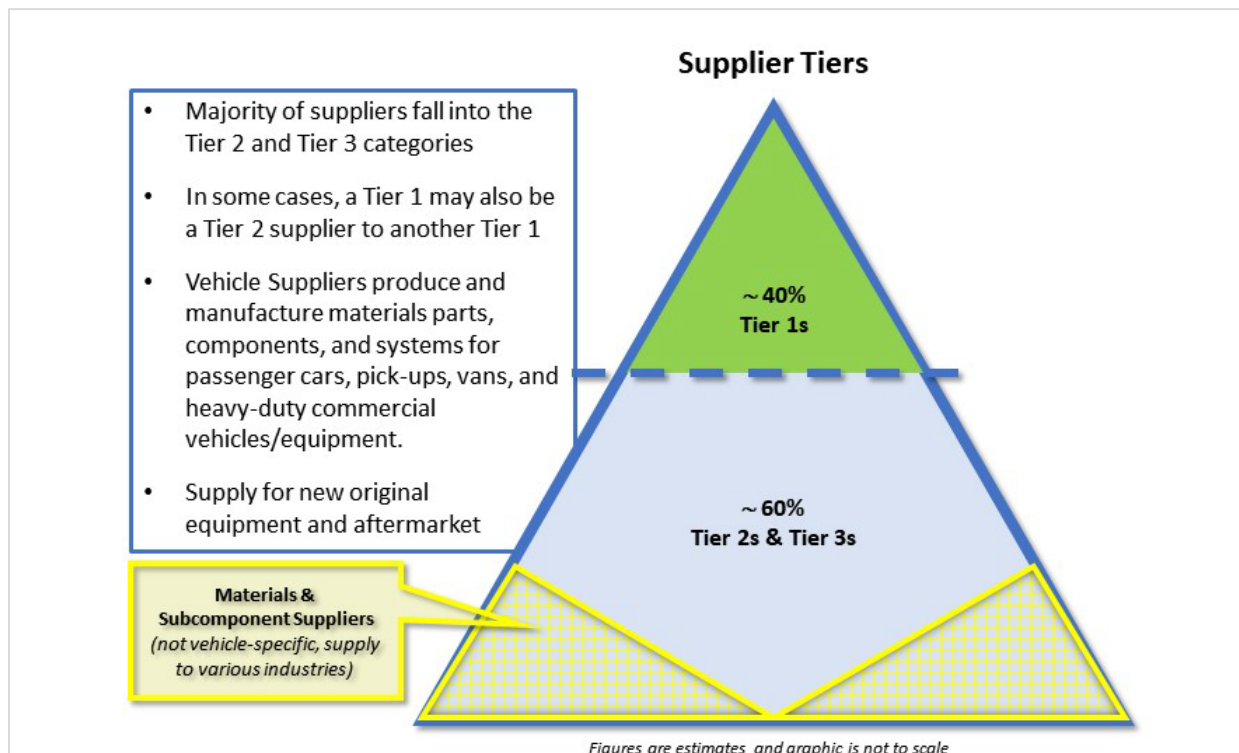 Supplier Tiers
• Majority of suppliers fall into the
Tier 2 and Tier 3 categories
• In some cases, a Tier 1 may also be
a Tier 2 supplier to another Tier 1
• Vehicle Suppliers produce and
manufacture materials parts,
components, and systems for
passenger cars, pick-ups, vans, and
heavy-duty commercial
vehicles/equipment.
• Supply for new original
equipment and aftermarket
~ 40%
Tier 1s
~ 60%
Tier 2s & Tier 3s
Materials &
Subcomponent Suppliers
(not vehicle-specific, supply
to various industries)
Figures are estimates and graphic is not to scale